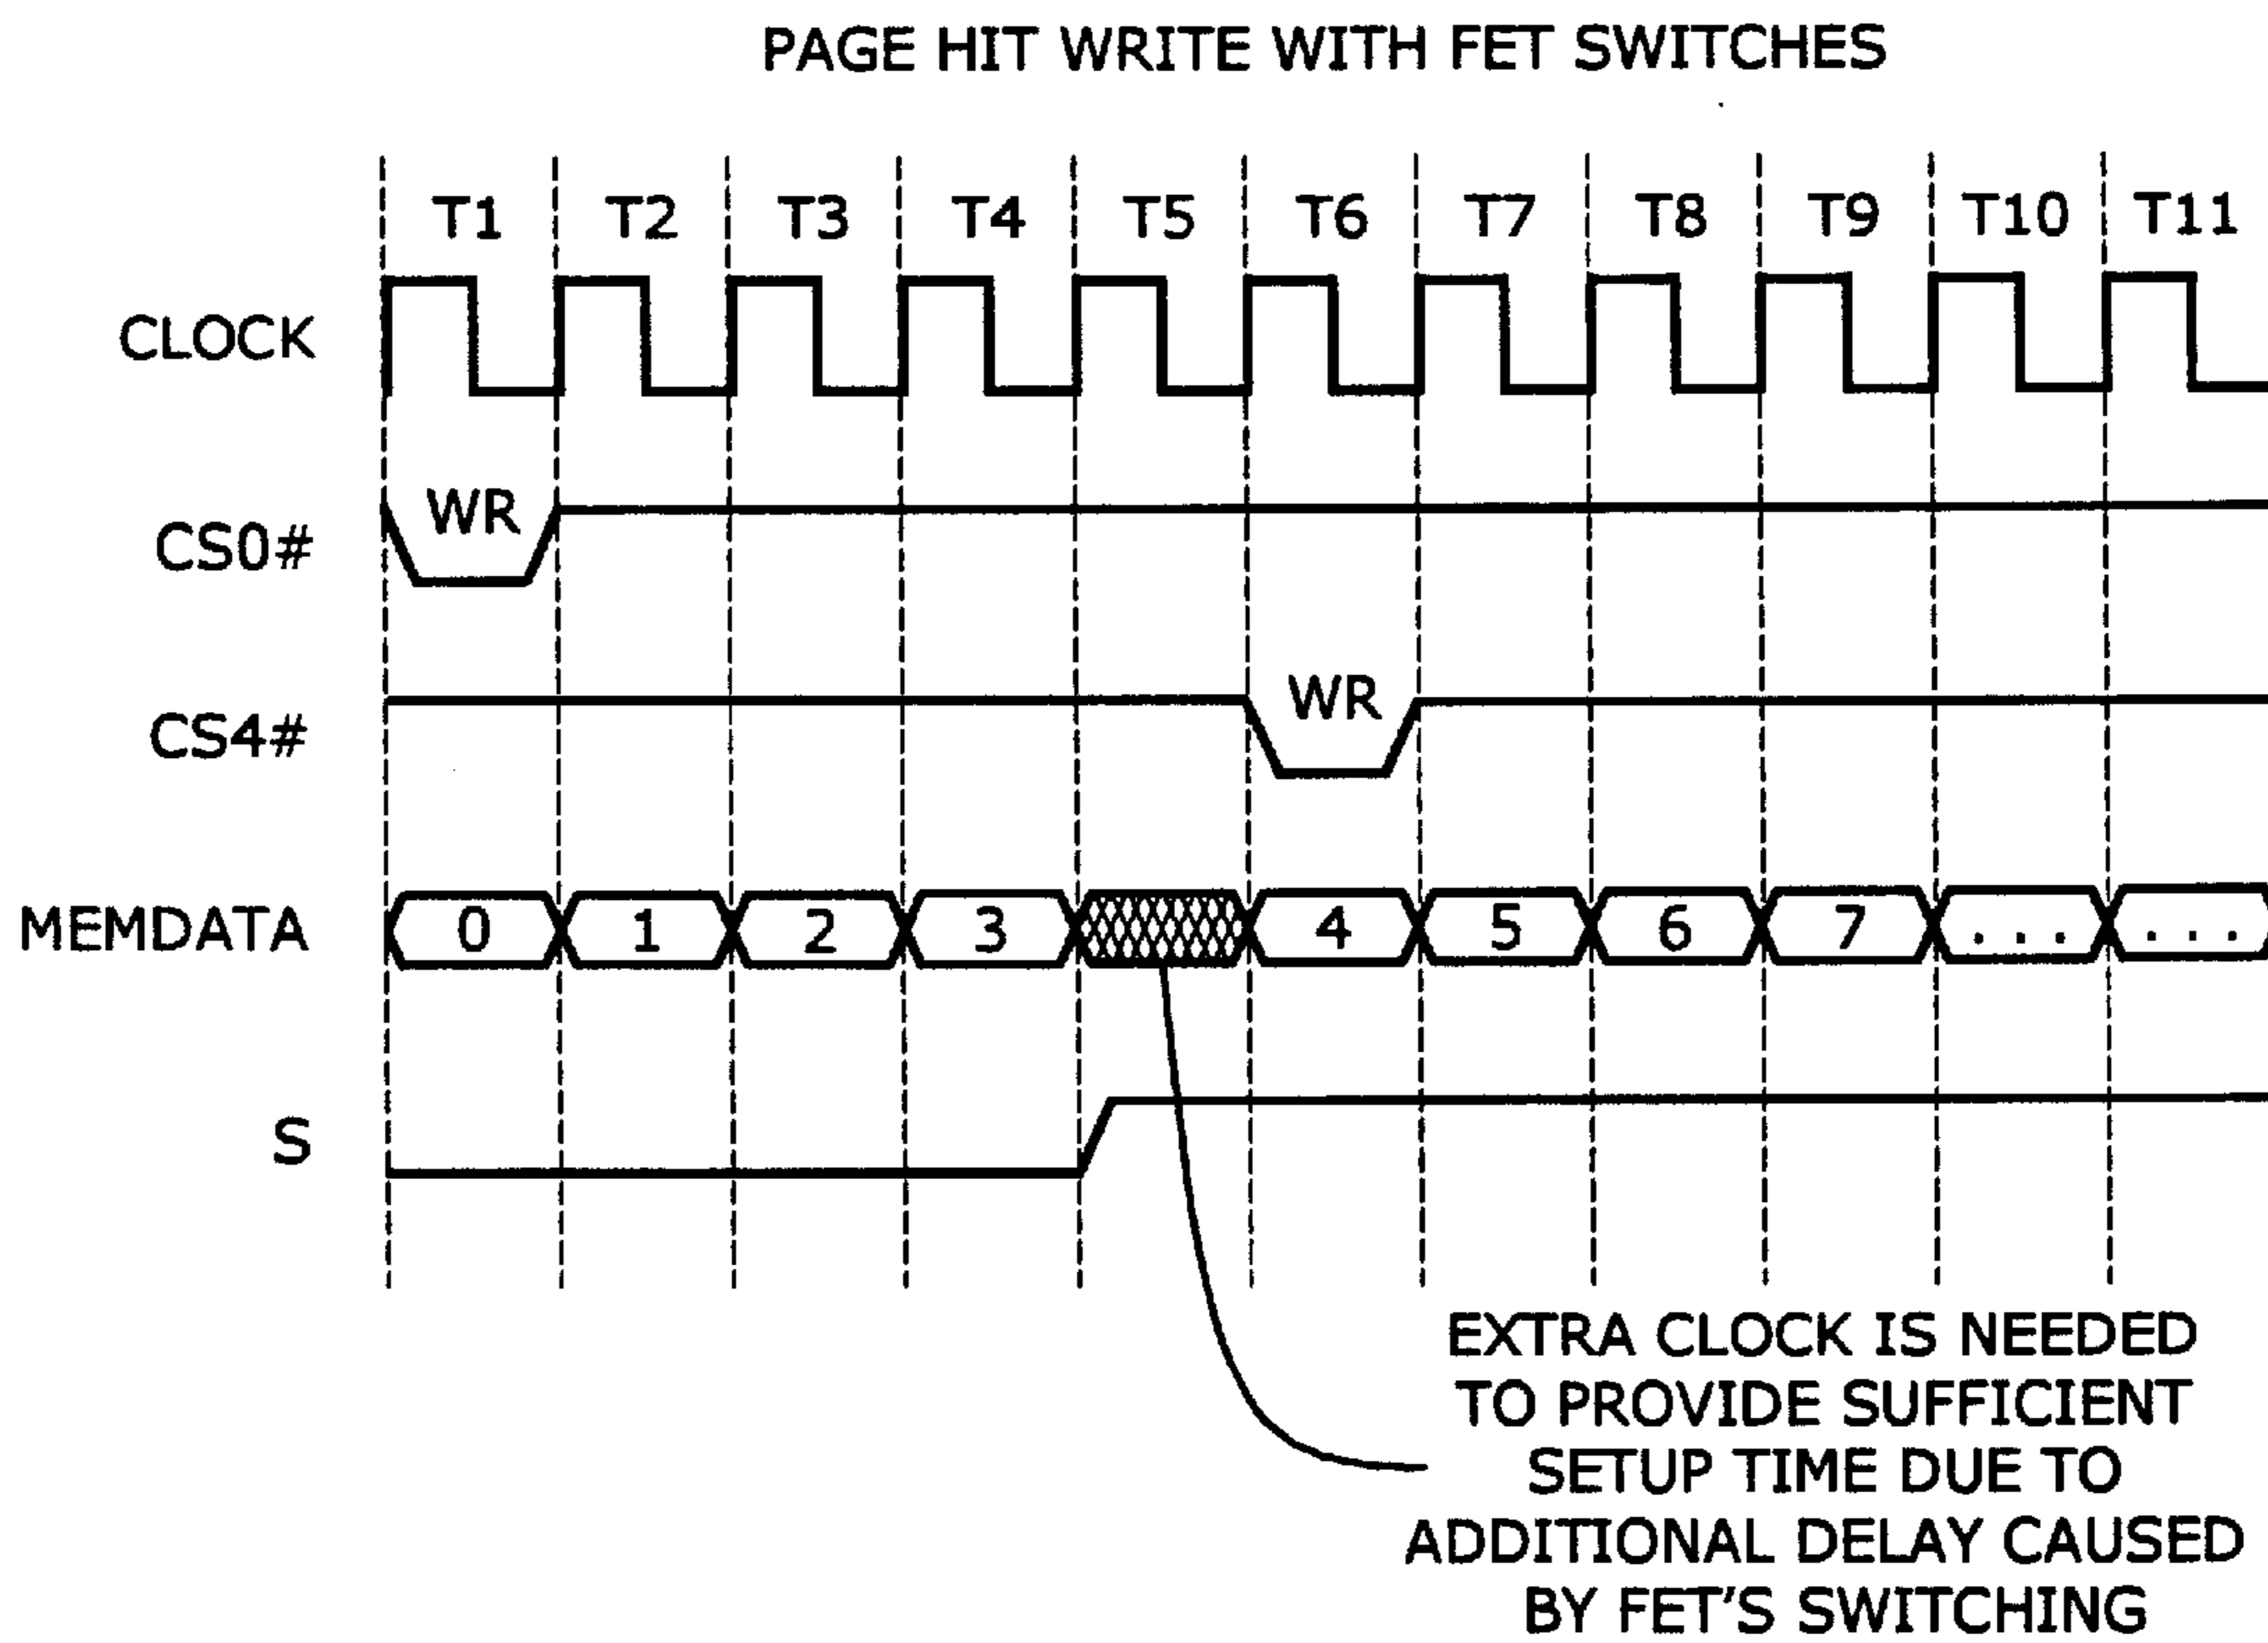 PAGE HIT WRITE WITH FET SWITCHES
T1 T2 T3 T4 T5 T6 T7 T8 T9 T10 T11
CLOCK
WR
CS0#
WR
CS4#
MEMDATA 0 1 2 3 4 5 6 7 ... ...
S
EXTRA CLOCK IS NEEDED
TO PROVIDE SUFFICIENT
SETUP TIME DUE TO
ADDITIONAL DELAY CAUSED
BY FET'S SWITCHING